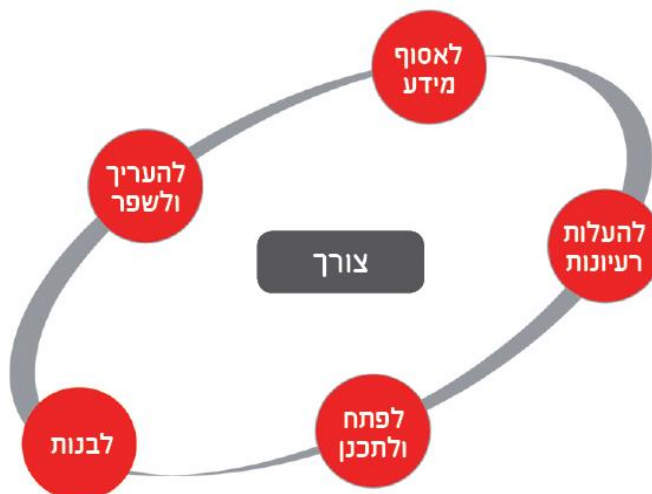 לאסוף
מידע
להעלות
רעיונות
לפתח
ולתכנן
לבנות
להעריך
ולשפר
צורך